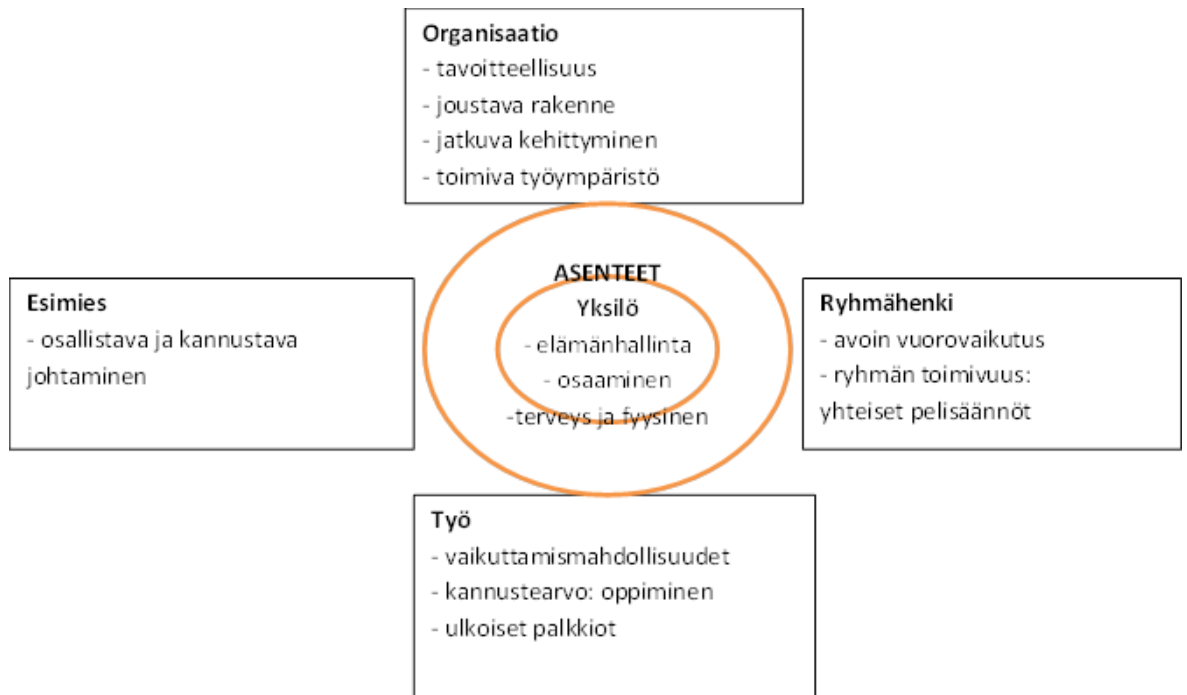 Organisaatio
- tavoitteellisuus
- joustava rakenne
- jatkuva kehittyminen
- toimiva työympäristö
Esimies
- osallistava ja kannustava
johtaminen
ASENTEET
Yksilö
- elämänhallinta
- osaaminen
-terveys ja fyysinen
Ryhmähenki
- avoin vuorovaikutus
- ryhmän toimivuus:
yhteiset pelisäännöt
Työ
- vaikuttamismahdollisuudet
- kannustearvo: oppiminen
- ulkoiset palkkiot